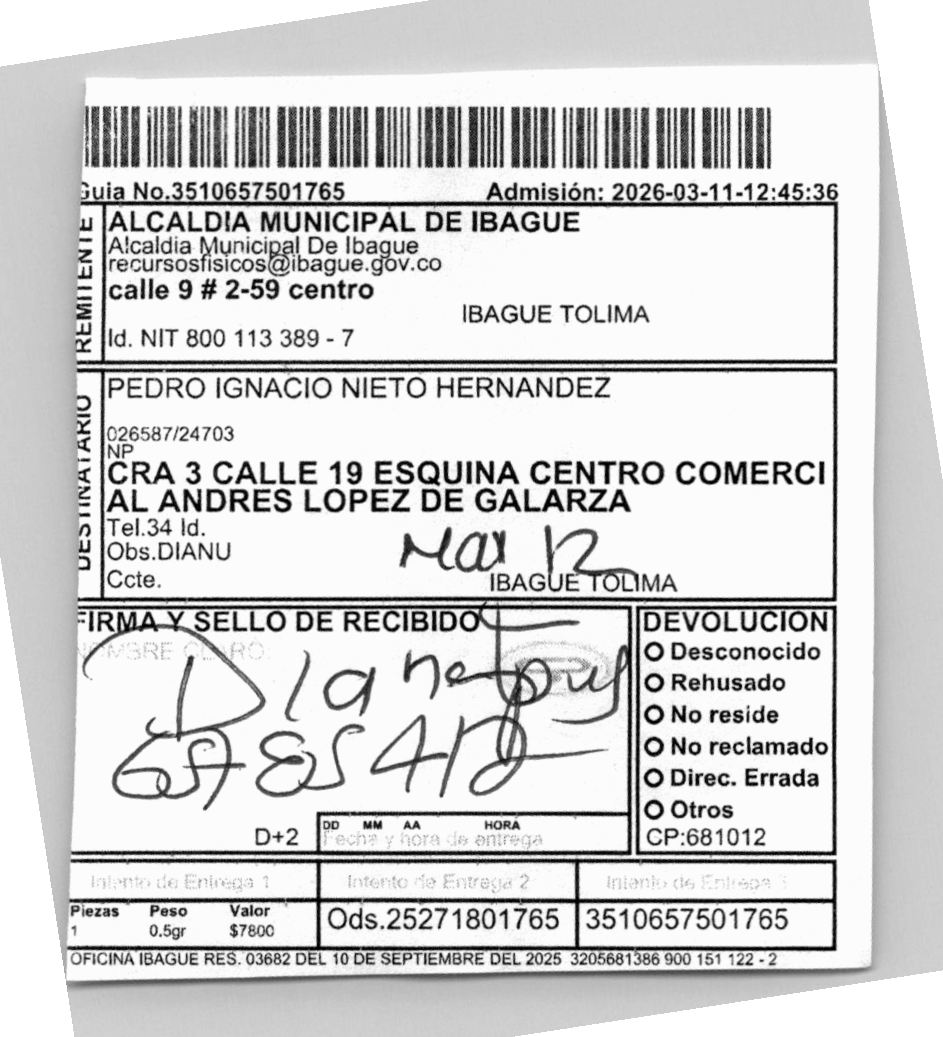 Guia No.3510657501765 Admisión: 2026-03-11-12:45:36
REMITENTE
ALCALDIA MUNICIPAL DE IBAGUE
Alcaldia Municipal De Ibague
recursosfisicos@ibague.gov.co
calle 9 # 2-59 centro
IBAGUE TOLIMA
Id. NIT 800 113 389 - 7
DESTINATARIO
PEDRO IGNACIO NIETO HERNANDEZ
026587/24703
NP
CRA 3 CALLE 19 ESQUINA CENTRO COMERCI
AL ANDRES LOPEZ DE GALARZA
Tel.34 Id.
Obs.DIANU
Ccte.
Mar 12
IBAGUE TOLIMA
FIRMA Y SELLO DE RECIBIDO
NOMBRE CLARO
D+2
DD MM AA HORA
Fecha y hora de entrega
DEVOLUCION
Desconocido
Rehusado
No reside
No reclamado
Direc. Errada
Otros
CP:681012
Intento de Entrega 1 Intento de Entrega 2 Intento de Entrega 3
Piezas Peso Valor
1 0.5gr $7800
Ods.25271801765 3510657501765
OFICINA IBAGUE RES. 03682 DEL 10 DE SEPTIEMBRE DEL 2025 3205681386 900 151 122 - 2